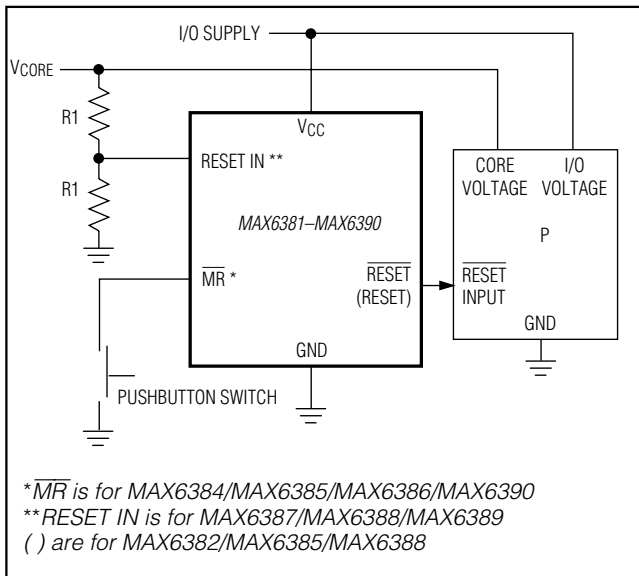 I/O SUPPLY
VCORE
R1
VCC
RESET IN **
CORE VOLTAGE
I/O VOLTAGE
R1
MAX6381–MAX6390
P
MR *
RESET
(RESET)
RESET
INPUT
GND
GND
PUSHBUTTON SWITCH
*MR is for MAX6384/MAX6385/MAX6386/MAX6390
**RESET IN is for MAX6387/MAX6388/MAX6389
( ) are for MAX6382/MAX6385/MAX6388